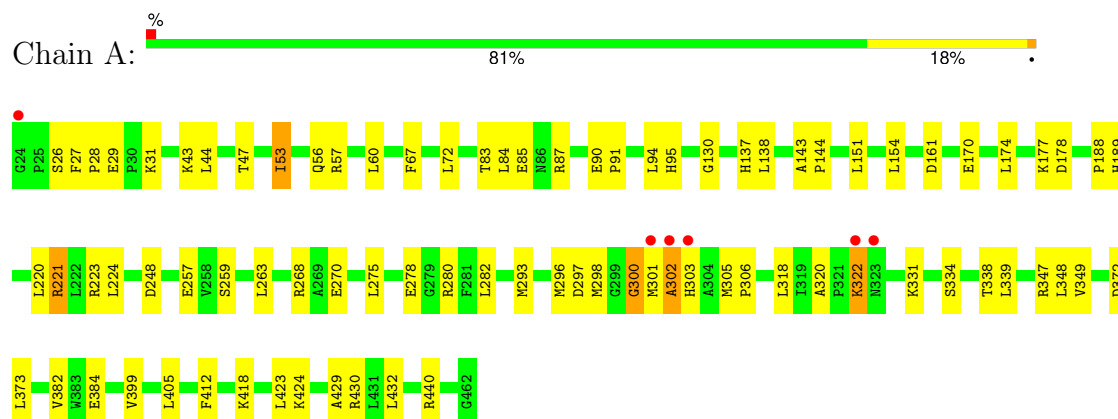 %
Chain A:
81% 18% •
G24 P25 S26 F27 P28 E29 P30 K31 K43 L44 T47 I53 Q56 R57 L60 F67 L72 T83 L84 E85 N86 R87 E90 P91 L94 H95 G130 H137 L138 A143 P144 L151 L154 D161 E170 L174 K177 D178 P188 H189
L220 R221 L222 R223 L224 D248 E257 V258 S259 L263 R268 A269 E270 L275 E278 G279 R280 F281 L282 M293 M296 D297 M298 G299 G300 M301 A302 H303 A304 M305 P306 L318 I319 A320 P321 K322 N323 K331 S334 T338 L339 R347 L348 V349 D372
L373 V382 W383 E384 V399 L405 F412 K418 L423 K424 A429 R430 L431 L432 R440 G462